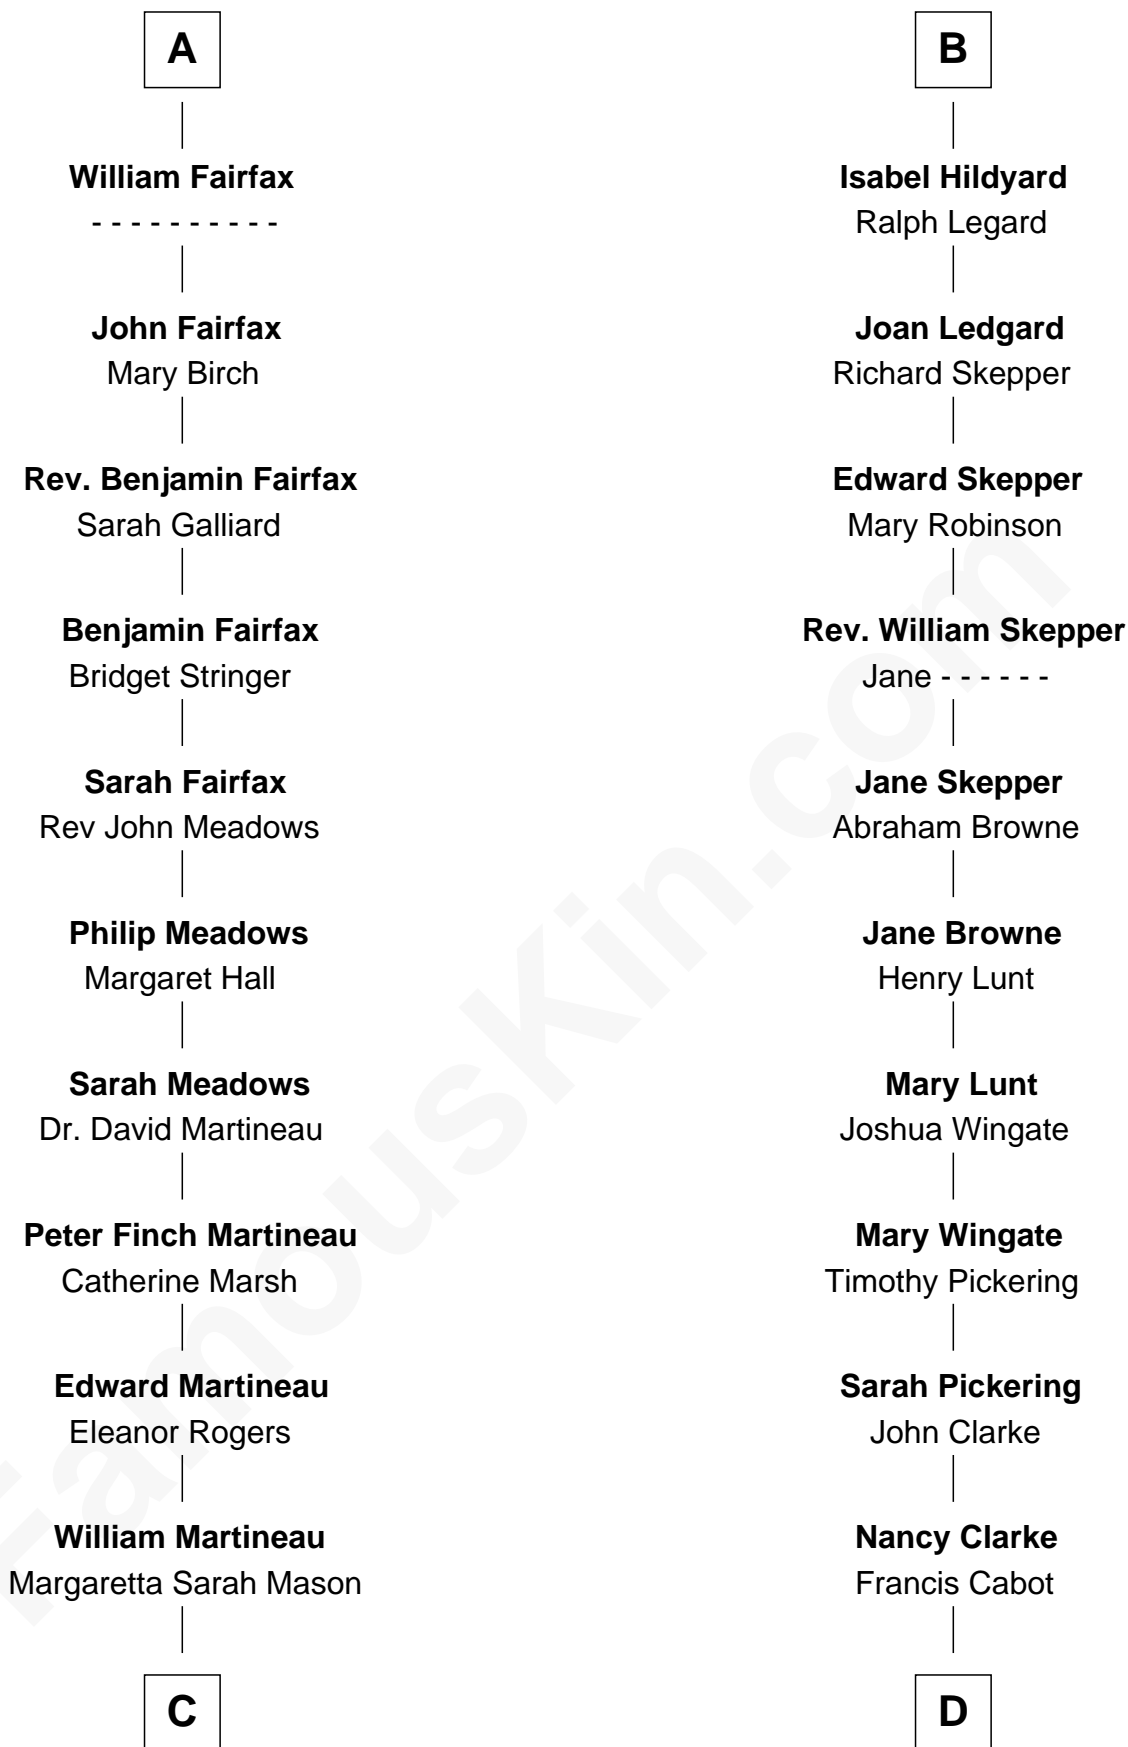 A
William Fairfax
- - - - - - - - - -
John Fairfax
Mary Birch
Rev. Benjamin Fairfax
Sarah Galliard
Benjamin Fairfax
Bridget Stringer
Sarah Fairfax
Rev John Meadows
Philip Meadows
Margaret Hall
Sarah Meadows
Dr. David Martineau
Peter Finch Martineau
Catherine Marsh
Edward Martineau
Eleanor Rogers
William Martineau
Margaretta Sarah Mason
C
B
Isabel Hildyard
Ralph Legard
Joan Ledgard
Richard Skepper
Edward Skepper
Mary Robinson
Rev. William Skepper
Jane - - - - - -
Jane Skepper
Abraham Browne
Jane Browne
Henry Lunt
Mary Lunt
Joshua Wingate
Mary Wingate
Timothy Pickering
Sarah Pickering
John Clarke
Nancy Clarke
Francis Cabot
D
FamousKin.com